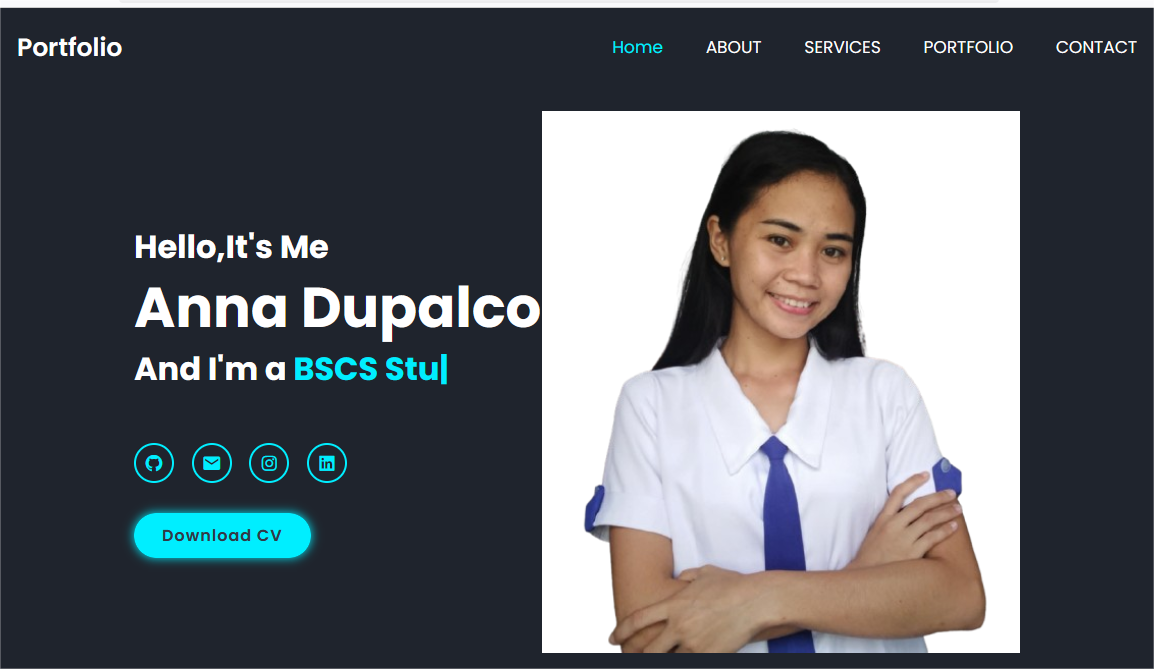 Portfolio
Home ABOUT SERVICES PORTFOLIO CONTACT
Hello,It's Me
Anna Dupalco
And I'm a BSCS Stu|
Download CV